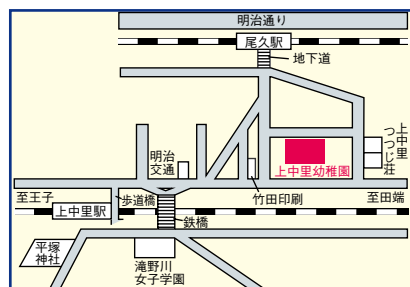 明治通り
尾久駅
地下道
上中里
つつじ荘
明治
交通
上中里幼稚園
至王子
歩道橋
竹田印刷
至田端
上中里駅
鉄橋
平塚
神社
滝野川
女子学園